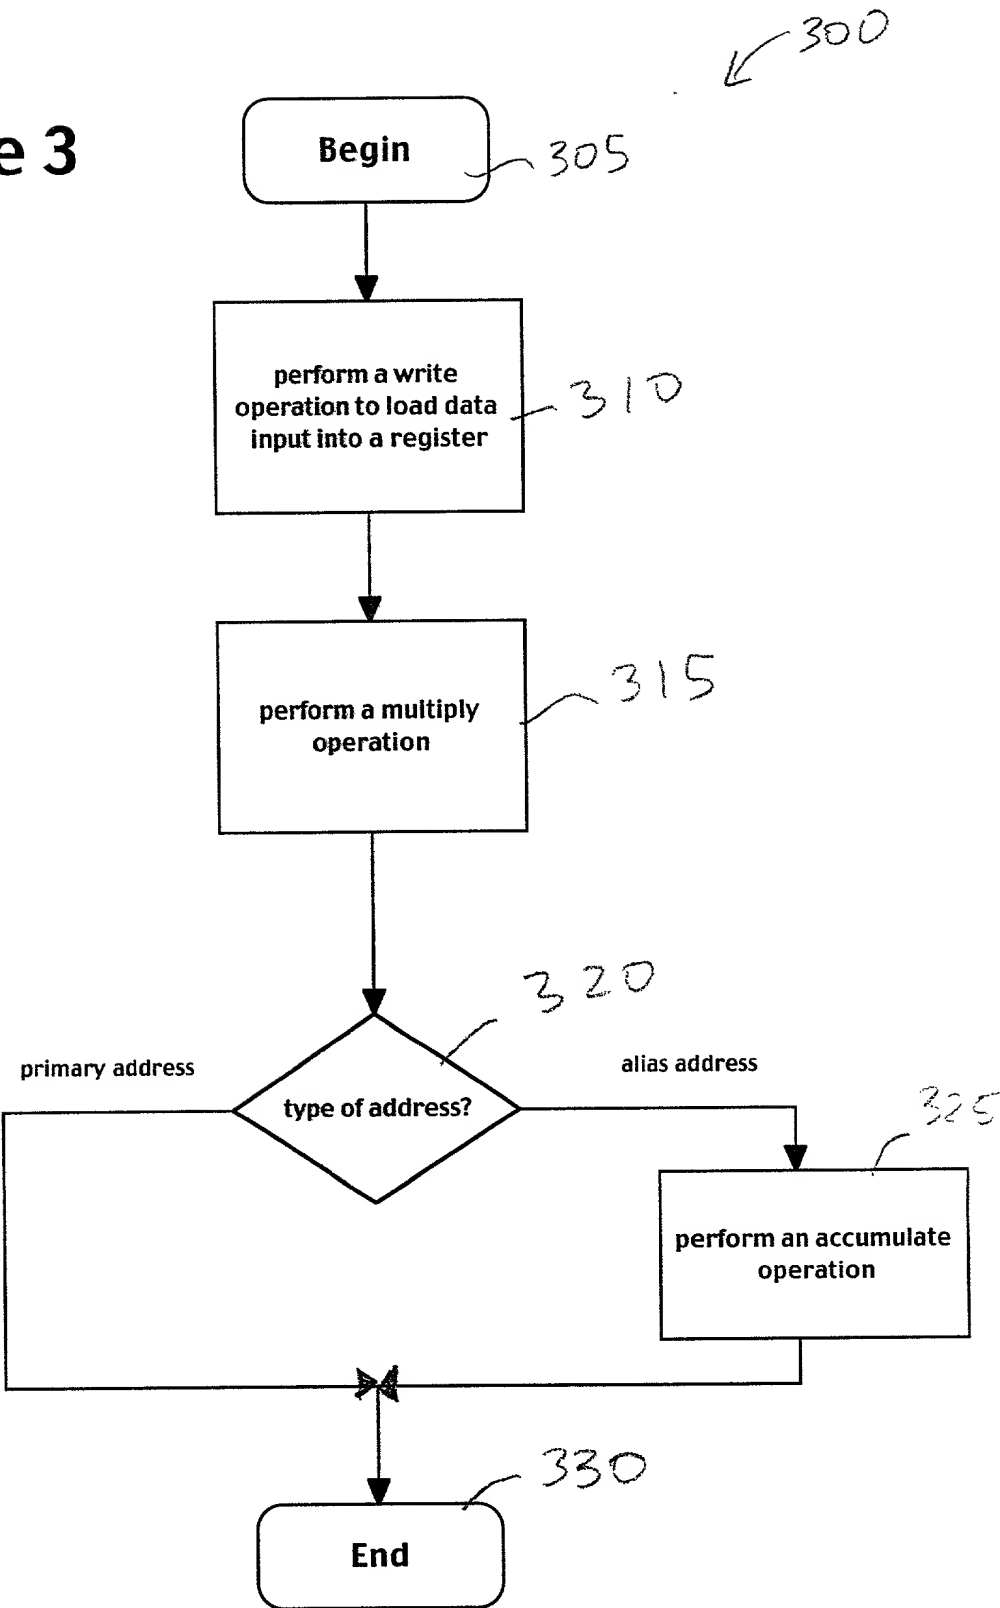 300
e 3
Begin
305
perform a write
operation to load data
input into a register
310
perform a multiply
operation
315
320
primary address
type of address?
alias address
325
perform an accumulate
operation
330
End